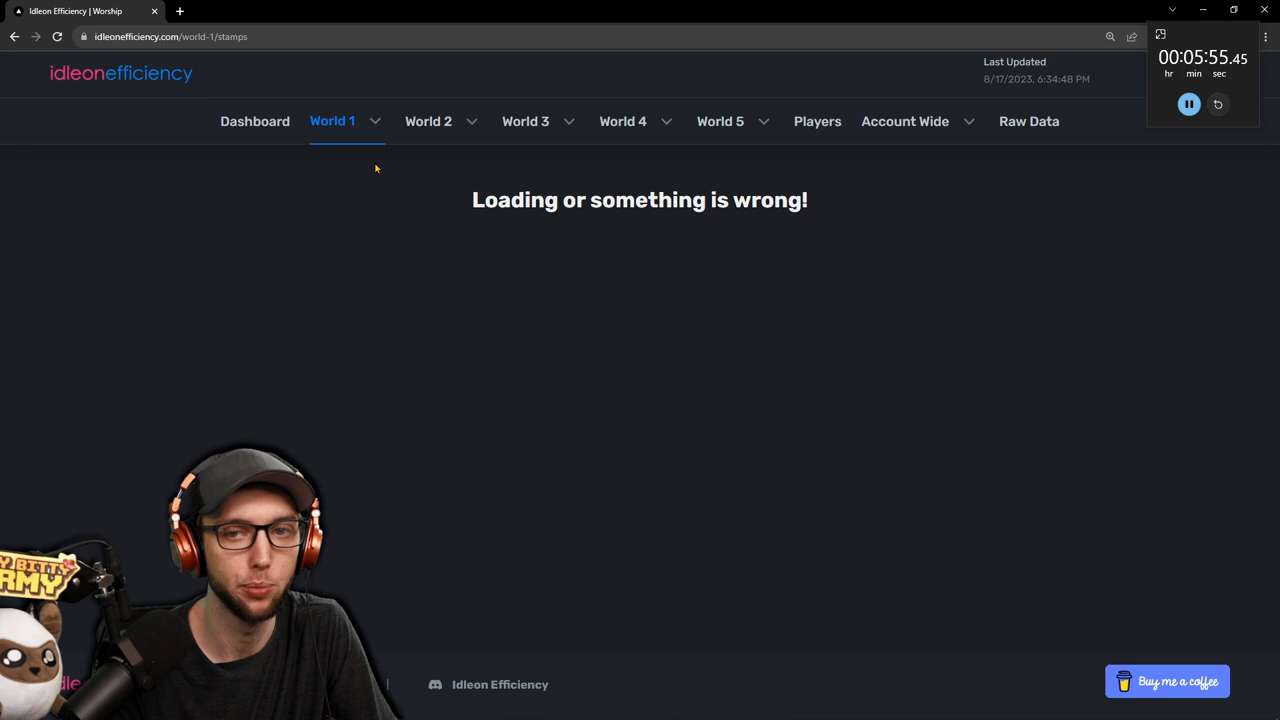 Idleon Efficiency | Worship
idleonefficiency.com/world-1/stamps
idleonefficiency
Last Updated
8/17/2023, 6:34:48 PM
00:05:55.45
hr min sec
Dashboard World 1 World 2 World 3 World 4 World 5 Players Account Wide Raw Data
Loading or something is wrong!
BITTY
Idleon Efficiency
Buy me a coffee